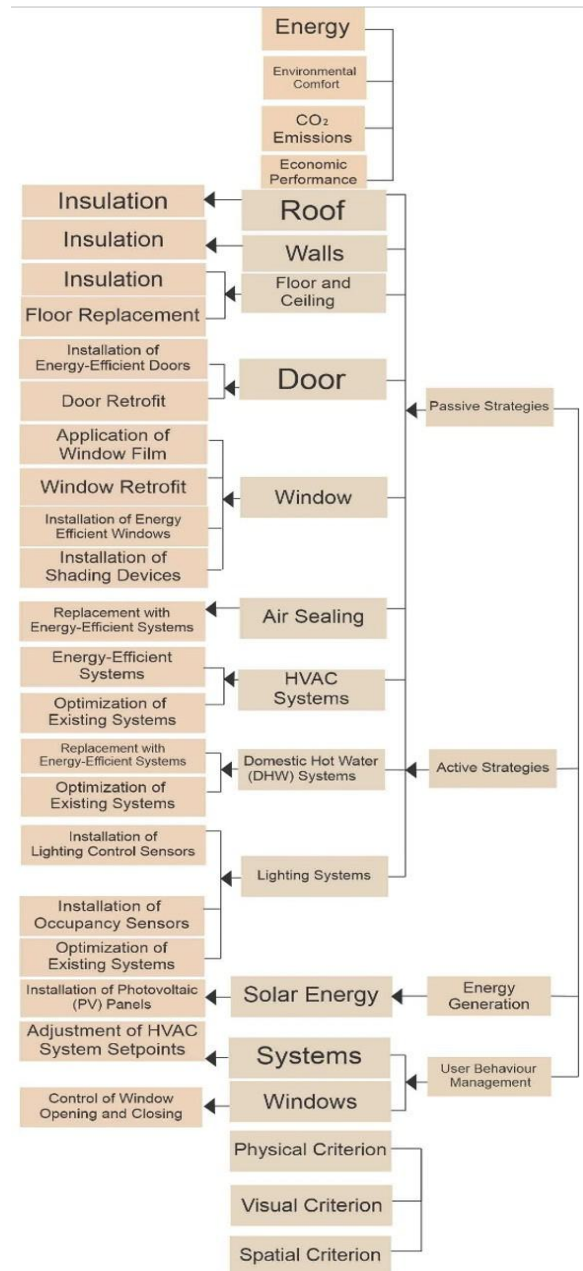 Energy
Environmental
Comfort
CO₂
Emissions
Economic
Performance
Insulation
Roof
Insulation
Walls
Insulation
Floor and
Ceiling
Floor Replacement
Installation of
Energy-Efficient Doors
Door
Door Retrofit
Passive Strategies
Application of
Window Film
Window Retrofit
Window
Installation of Energy
Efficient Windows
Installation of
Shading Devices
Replacement with
Energy-Efficient Systems
Air Sealing
Energy-Efficient
Systems
HVAC
Systems
Optimization of
Existing Systems
Replacement with
Energy-Efficient Systems
Domestic Hot Water
(DHW) Systems
Active Strategies
Optimization of
Existing Systems
Installation of
Lighting Control Sensors
Lighting Systems
Installation of
Occupancy Sensors
Optimization of
Existing Systems
Installation of Photovoltaic
(PV) Panels
Solar Energy
Energy
Generation
Adjustment of HVAC
System Setpoints
Systems
User Behaviour
Management
Control of Window
Opening and Closing
Windows
Physical Criterion
Visual Criterion
Spatial Criterion